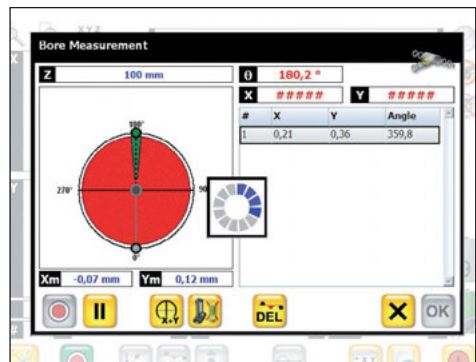 X Y Z
Bore Measurement
Z 100 mm
θ 180,2 °
X ##### Y #####
# X Y Angle
1 0,21 0,36 359,8
180°
270° 90
0°
Xm -0,07 mm Ym 0,12 mm
X+Y
DEL
OK
X
Y
#